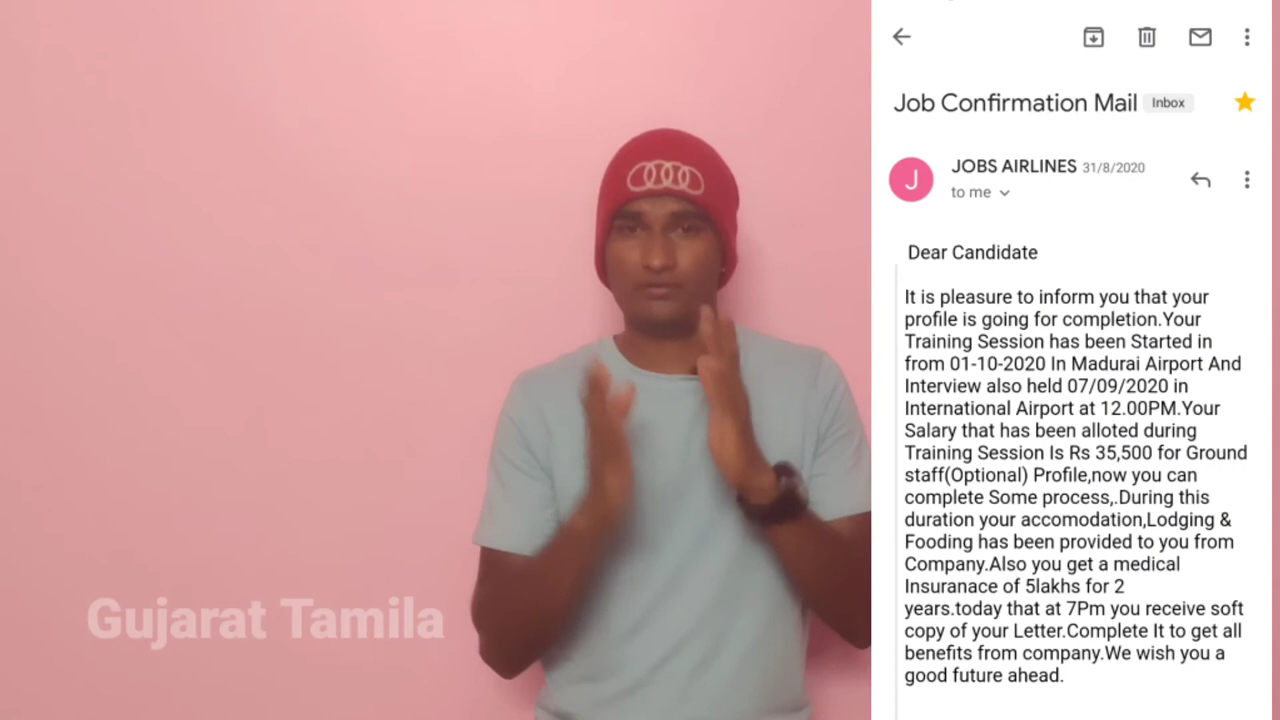 Job Confirmation Mail Inbox
J
JOBS AIRLINES 31/8/2020
to me
Dear Candidate
It is pleasure to inform you that your
profile is going for completion.Your
Training Session has been Started in
from 01-10-2020 In Madurai Airport And
Interview also held 07/09/2020 in
International Airport at 12.00PM.Your
Salary that has been alloted during
Training Session Is Rs 35,500 for Ground
staff(Optional) Profile,now you can
complete Some process,.During this
duration your accomodation,Lodging &
Fooding has been provided to you from
Company.Also you get a medical
Insuranace of 5lakhs for 2
years.today that at 7Pm you receive soft
copy of your Letter.Complete It to get all
benefits from company.We wish you a
good future ahead.
Gujarat Tamila